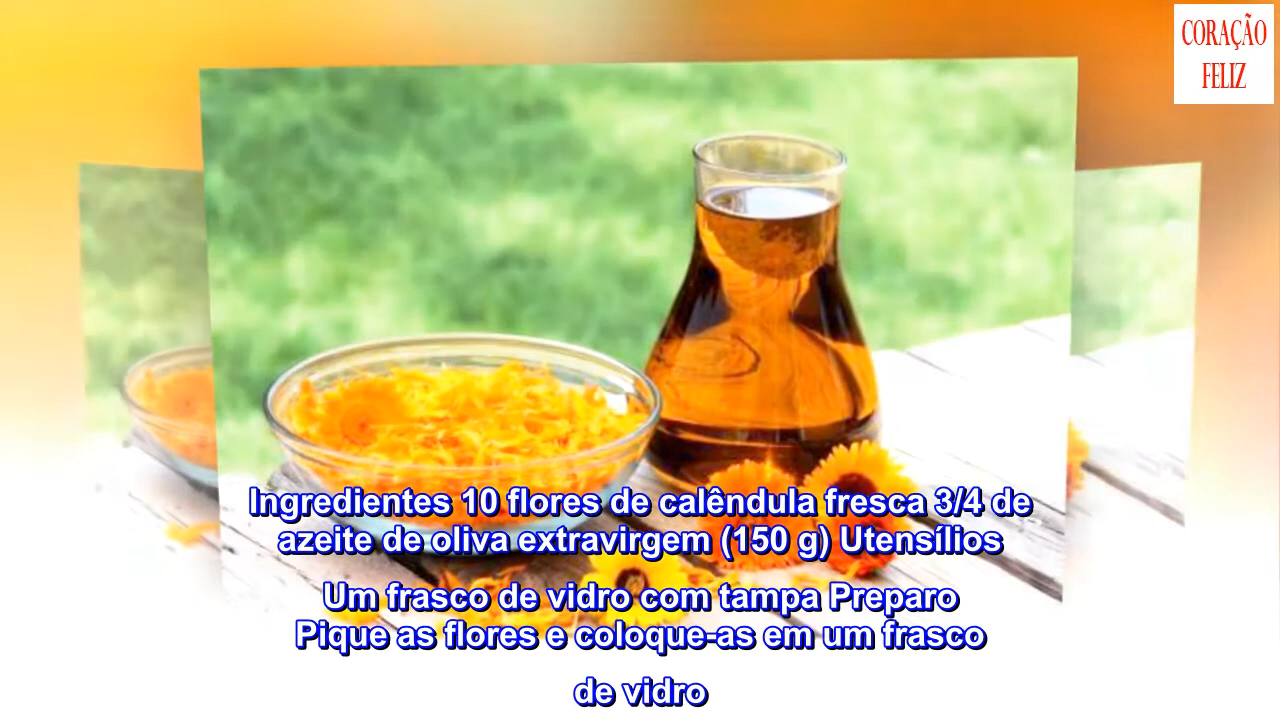 CORAÇÃO
FELIZ
Ingredientes 10 flores de calêndula fresca 3/4 de
azeite de oliva extravirgem (150 g) Utensílios
Um frasco de vidro com tampa Preparo
Pique as flores e coloque-as em um frasco
de vidro